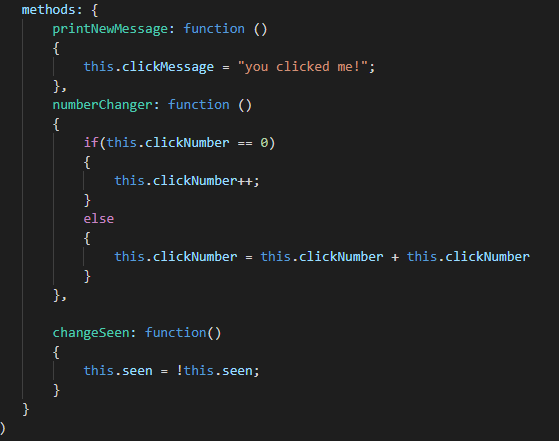 methods: {
printNewMessage: function ()
{
this.clickMessage = "you clicked me!";
},
numberChanger: function ()
{
if(this.clickNumber == 0)
{
this.clickNumber++;
}
else
{
this.clickNumber = this.clickNumber + this.clickNumber
}
},
changeSeen: function()
{
this.seen = !this.seen;
}
}
)